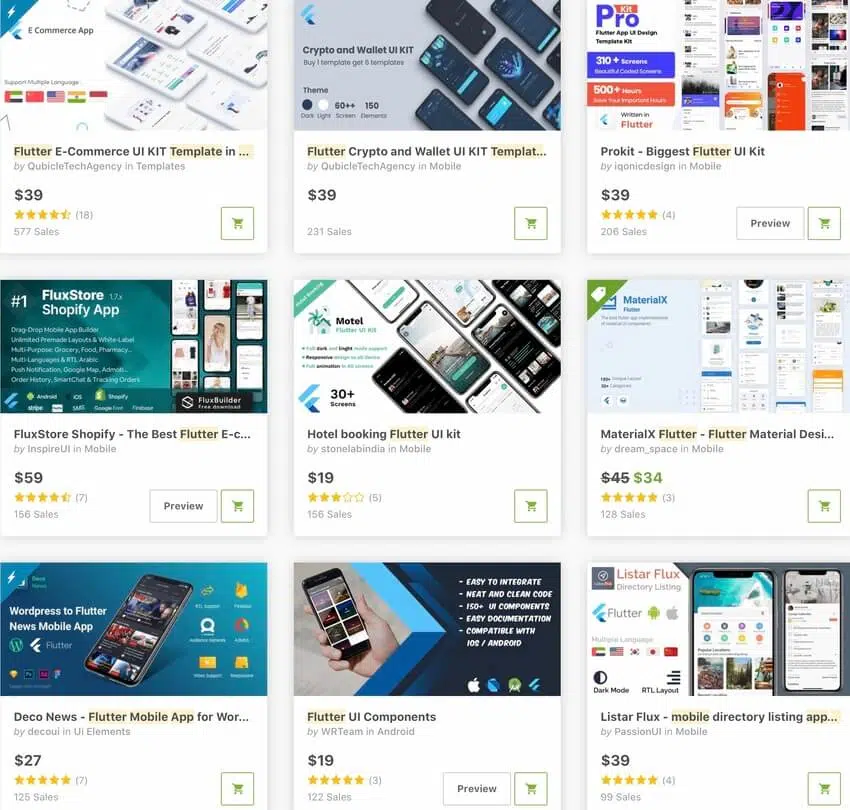 E Commerce App
Support Multiple Language :
Flutter E-Commerce UI KIT Template in ...
by QubicleTechAgency in Templates
$39
(18)
577 Sales
Crypto and Wallet UI KIT
Buy 1 template get 6 templates
Theme
60++ 150
Dark Light Screen Elements
Flutter Crypto and Wallet UI KIT Templat...
by QubicleTechAgency in Mobile
$39
231 Sales
Kit
Pro
Flutter App UI Design
Template Kit
310+ Screens
Beautiful Coded Screens
500+ Hours
Save Your Important Hours
Written in
Flutter
Prokit - Biggest Flutter UI Kit
by iqonicdesign in Mobile
$39
(4)
206 Sales
Preview
#1 FluxStore 1.7.x
Shopify App
Drag-Drop Mobile App Builder
Unlimited Premade Layouts & White-Label
Multi-Purpose: Grocery, Food, Pharmacy...
Multi-Languages & RTL Arabic
Push Notification, Google Map, Admob...
Order History, SmartChat & Tracking Orders
Android iOS Shopify
stripe SMS Google Font Firebase
FluxBuilder
Free download
FluxStore Shopify - The Best Flutter E-c...
by InspireUI in Mobile
$59
(7)
156 Sales
Preview
Hotel Booking
Motel
Flutter UI Kit
Full dark and linght mode support
Responsive design to all device
Full animation in all screens
30+
Screens
Hotel booking Flutter UI kit
by stonelabindia in Mobile
$19
(5)
156 Sales
MaterialX
Flutter
MaterialX Flutter - Flutter Material Desi...
by dream_space in Mobile
$45 $34
(3)
128 Sales
Deco
News
Wordpress to Flutter
News Mobile App
Flutter
RTL Support Firebase
Audience Network Admob
Video Support Responsive
Deco News - Flutter Mobile App for Wor...
by decoui in Ui Elements
$27
(7)
125 Sales
- EASY TO INTEGRATE
- NEAT AND CLEAN CODE
- 150+ UI COMPONENTS
- EASY DOCUMENTATION
- COMPATIBLE WITH
IOS / ANDROID
Flutter UI Components
by WRTeam in Android
$19
(3)
122 Sales
Preview
Listar Flux
Directory Listing
Flutter
Multiple Language
Dark Mode RTL Layout
Listar Flux - mobile directory listing app...
by PassionUI in Mobile
$39
(4)
99 Sales